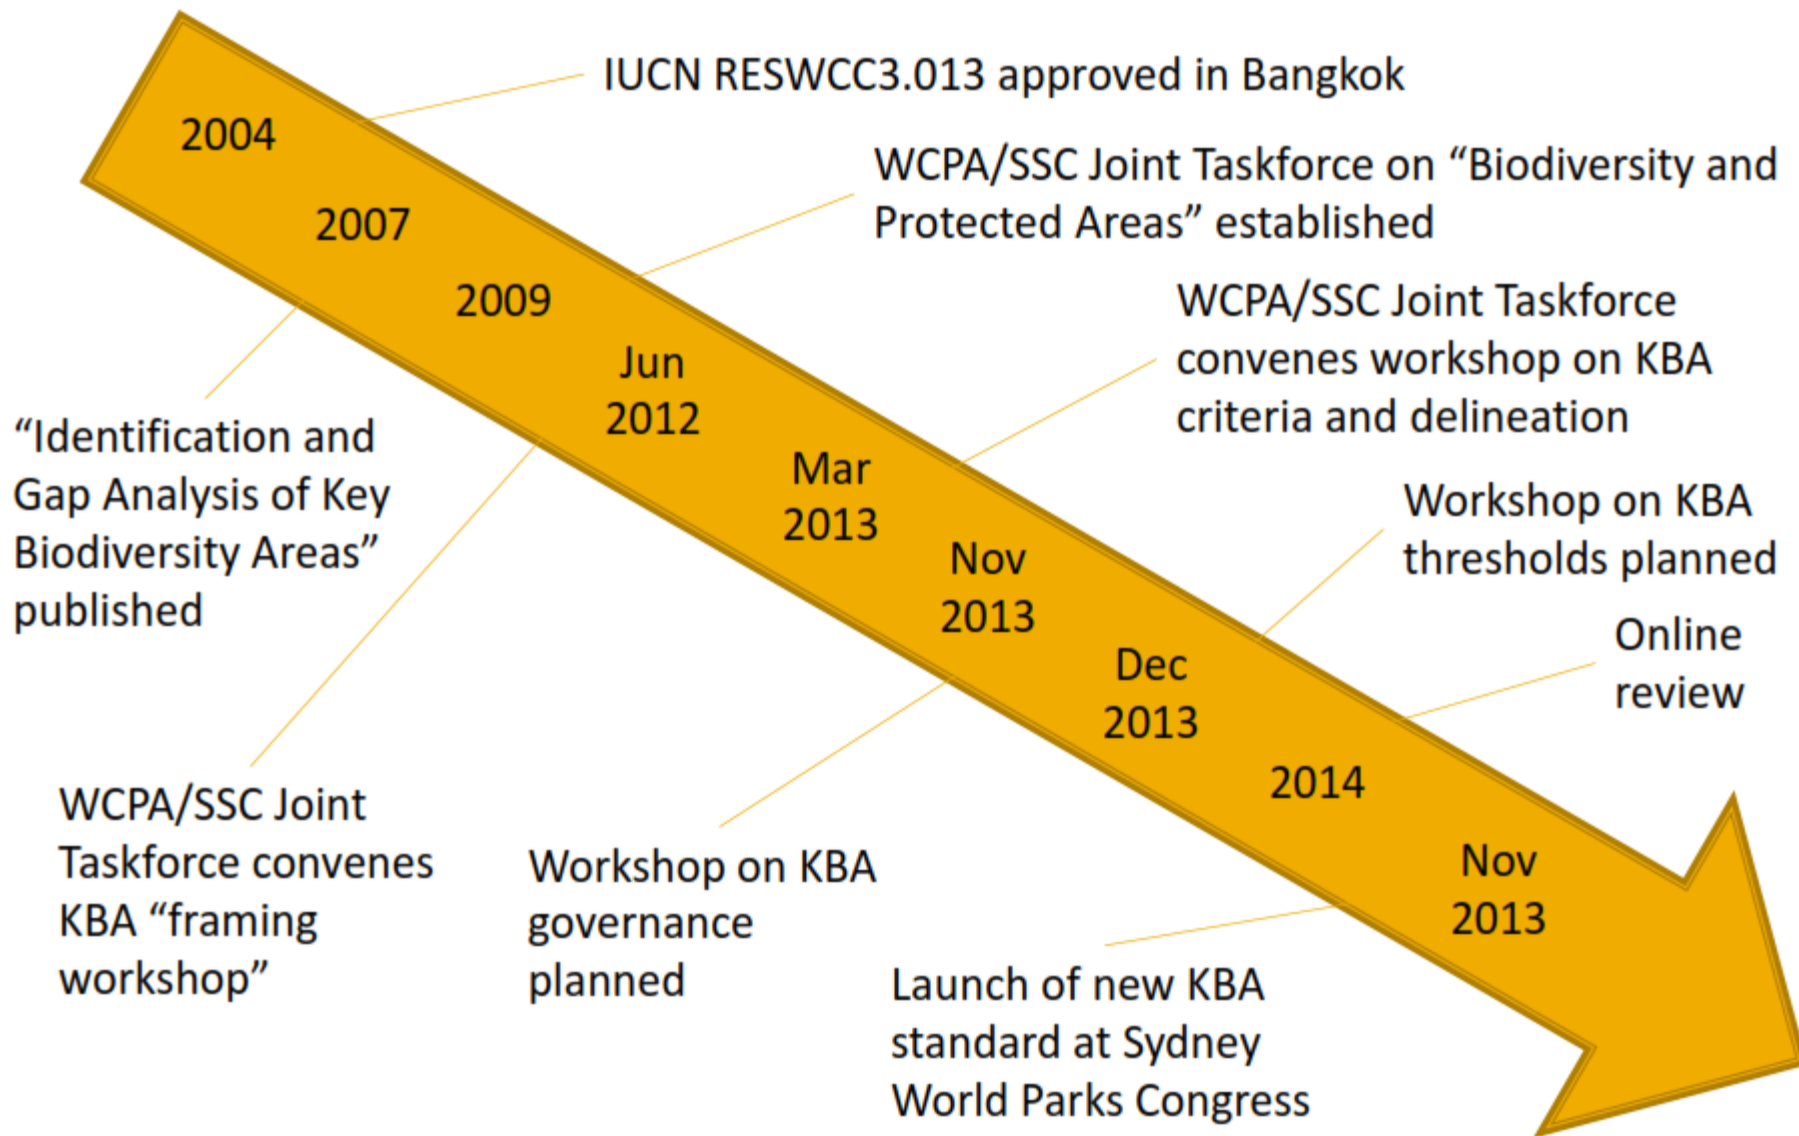 IUCN RESWCC3.013 approved in Bangkok
2004
WCPA/SSC Joint Taskforce on “Biodiversity and
Protected Areas” established
2007
2009
WCPA/SSC Joint Taskforce
convenes workshop on KBA
criteria and delineation
Jun
2012
“Identification and
Gap Analysis of Key
Biodiversity Areas”
published
Mar
2013
Workshop on KBA
thresholds planned
Nov
2013
Online
review
Dec
2013
2014
WCPA/SSC Joint
Taskforce convenes
KBA “framing
workshop”
Workshop on KBA
governance
planned
Nov
2013
Launch of new KBA
standard at Sydney
World Parks Congress